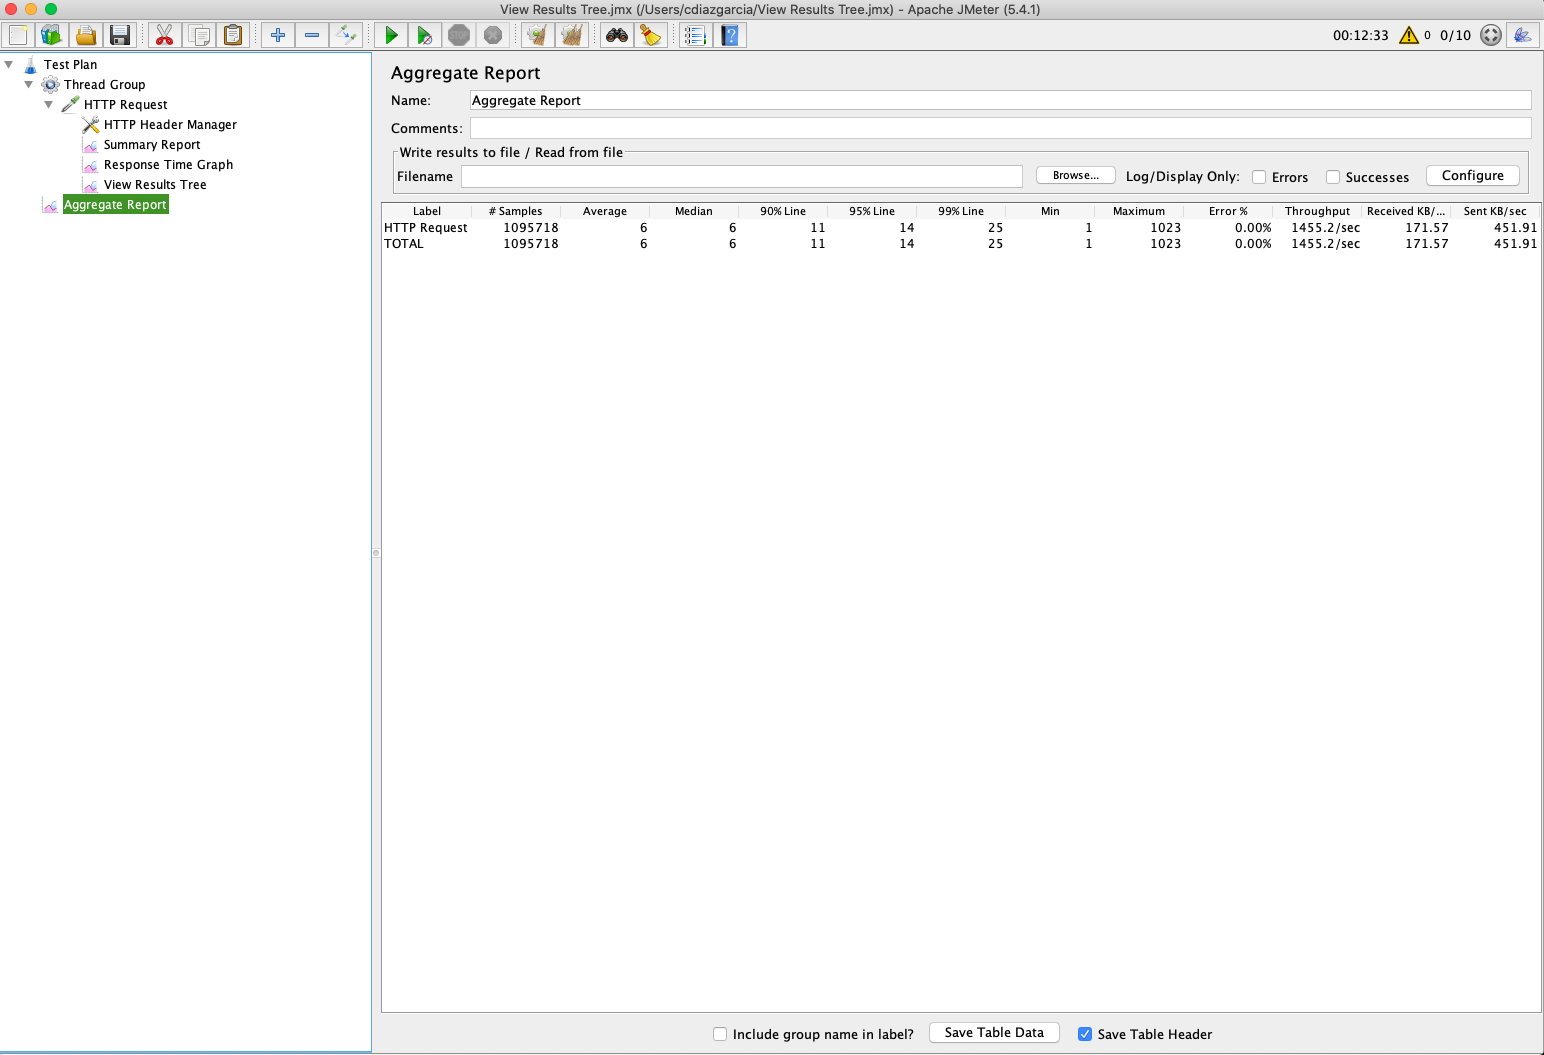 View Results Tree.jmx (/Users/cdiazgarcia/View Results Tree.jmx) - Apache JMeter (5.4.1)
STOP
00:12:33 0 0/10
Test Plan
Thread Group
HTTP Request
HTTP Header Manager
Summary Report
Response Time Graph
View Results Tree
Aggregate Report
Aggregate Report
Name: Aggregate Report
Comments:
Write results to file / Read from file
Filename Browse... Log/Display Only: Errors Successes Configure
Label # Samples Average Median 90% Line 95% Line 99% Line Min Maximum Error % Throughput Received KB/... Sent KB/sec
HTTP Request 1095718 6 6 11 14 25 1 1023 0.00% 1455.2/sec 171.57 451.91
TOTAL 1095718 6 6 11 14 25 1 1023 0.00% 1455.2/sec 171.57 451.91
Include group name in label? Save Table Data Save Table Header